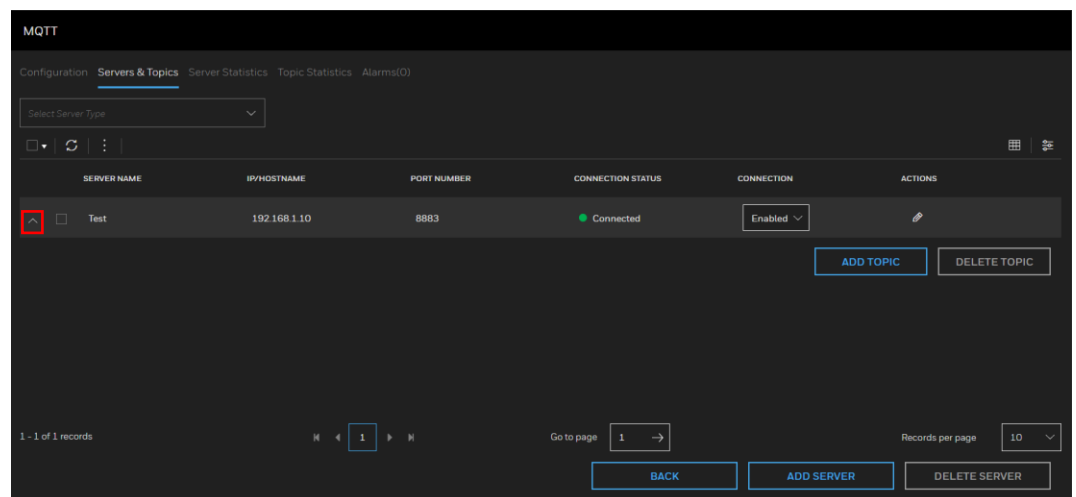 MQTT
Configuration Servers & Topics Server Statistics Topic Statistics Alarms(0)
Select Server Type
SERVER NAME IP/HOSTNAME PORT NUMBER CONNECTION STATUS CONNECTION ACTIONS
Test 192.168.1.10 8883 Connected Enabled
ADD TOPIC DELETE TOPIC
1 - 1 of 1 records 1 Go to page 1 Records per page 10
BACK ADD SERVER DELETE SERVER